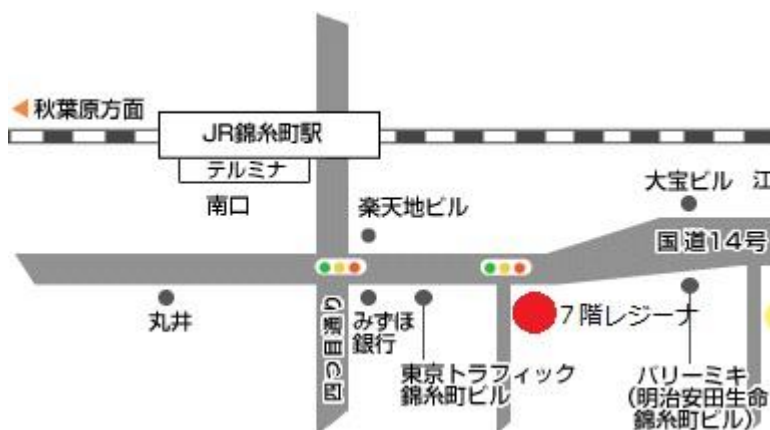 秋葉原方面
JR錦糸町駅
テルミナ
南口
楽天地ビル
大宝ビル
江
国道14号
丸井
みずほ
銀行
7階レジーナ
東京トラフィック
錦糸町ビル
バリーミキ
(明治安田生命
錦糸町ビル)